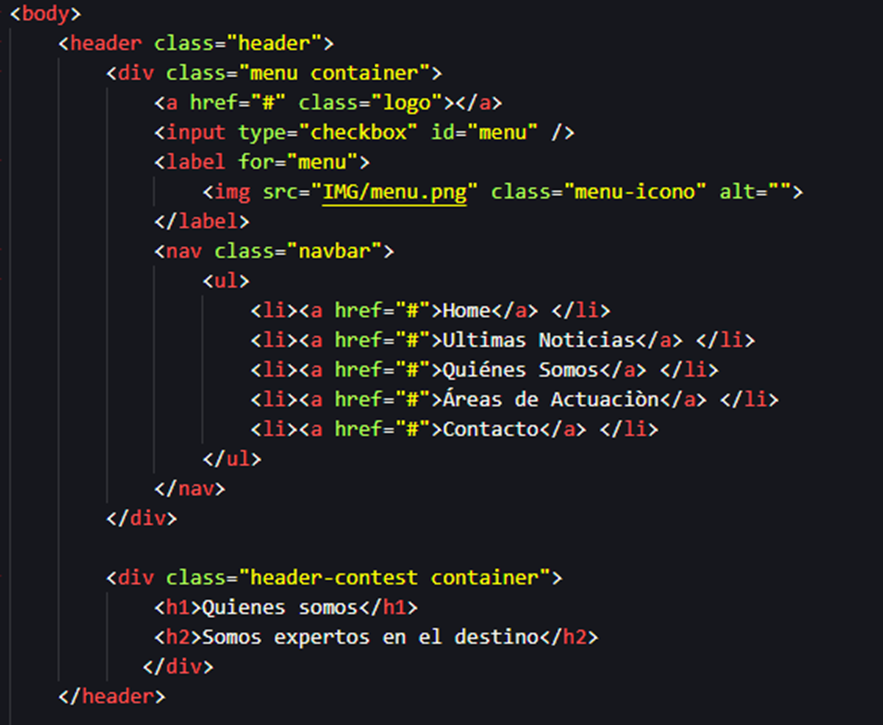 <body>
<header class="header">
<div class="menu container">
<a href="#" class="logo"></a>
<input type="checkbox" id="menu" />
<label for="menu">
<img src="IMG/menu.png" class="menu-icono" alt="">
</label>
<nav class="navbar">
<ul>
<li><a href="#">Home</a> </li>
<li><a href="#">Ultimas Noticias</a> </li>
<li><a href="#">Quiénes Somos</a> </li>
<li><a href="#">Áreas de Actuaciòn</a> </li>
<li><a href="#">Contacto</a> </li>
</ul>
</nav>
</div>
<div class="header-contest container">
<h1>Quienes somos</h1>
<h2>Somos expertos en el destino</h2>
</div>
</header>